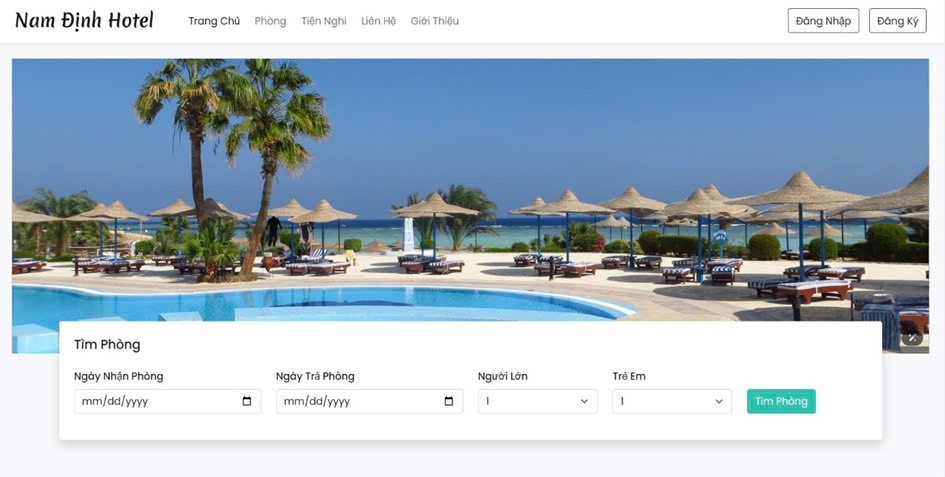 Nam Định Hotel Trang Chủ Phòng Tiện Nghi Liên Hệ Giới Thiệu Đăng Nhập Đăng Ký
Tìm Phòng
Ngày Nhận Phòng Ngày Trả Phòng Người Lớn Trẻ Em
mm/dd/yyyy mm/dd/yyyy 1 1 Tìm Phòng